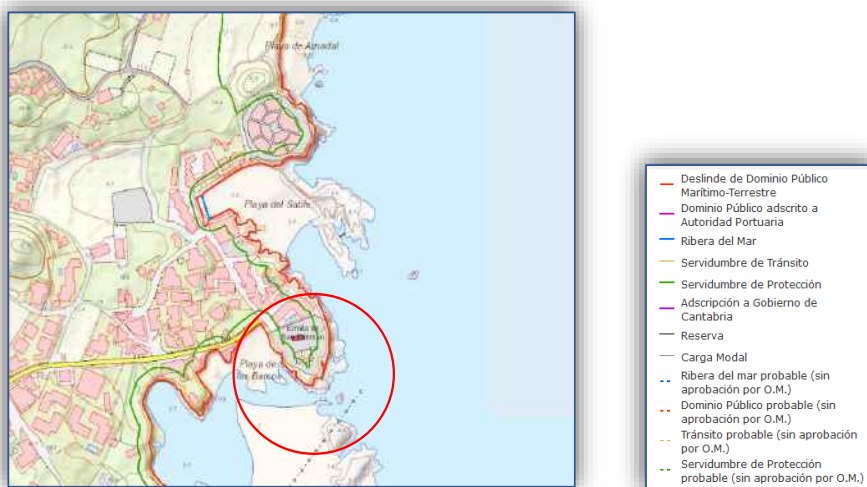 Playa de Arnadal
Playa del Sable
Ermita de
Playa de
los Barcos
Deslinde de Dominio Público
Marítimo-Terrestre
Dominio Público adscrito a
Autoridad Portuaria
Ribera del Mar
Servidumbre de Tránsito
Servidumbre de Protección
Adscripción a Gobierno de
Cantabria
Reserva
Carga Modal
Ribera del mar probable (sin
aprobación por O.M.)
Dominio Público probable (sin
aprobación por O.M.)
Tránsito probable (sin aprobación
por O.M.)
Servidumbre de Protección
probable (sin aprobación por O.M.)